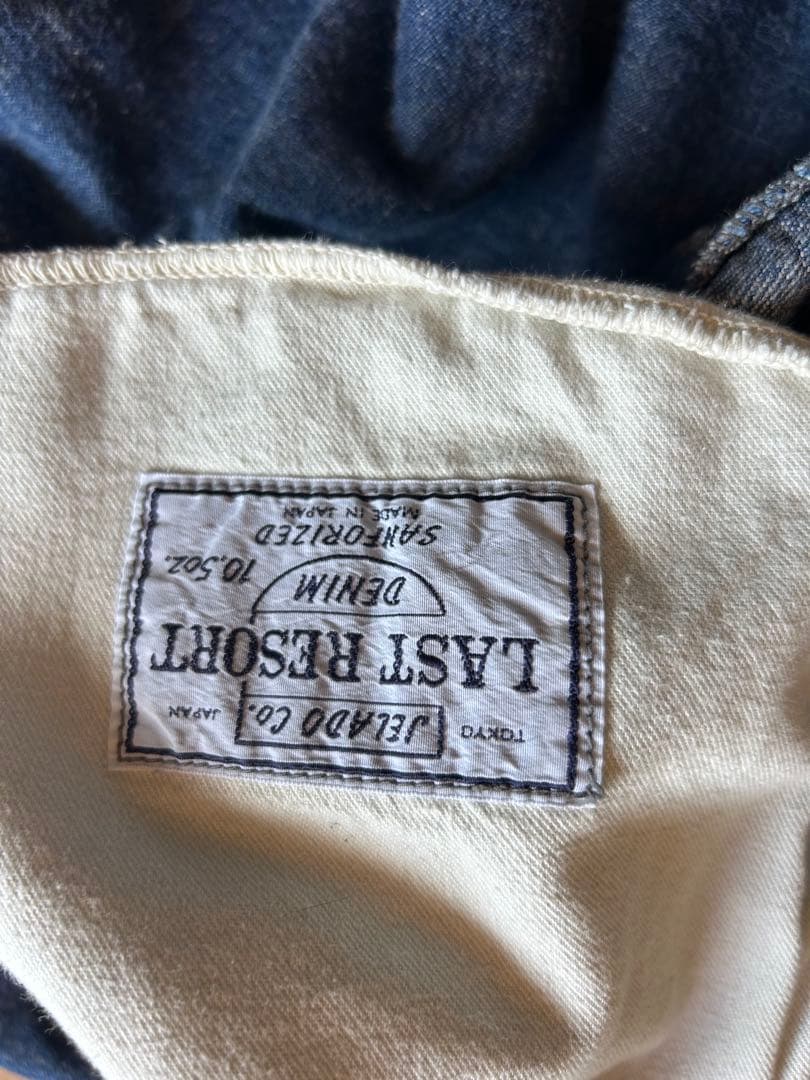 TOKYO JELADO CO. JAPAN
LAST RESORT
DENIM 10.5oz.
SANFORIZED
MADE IN JAPAN